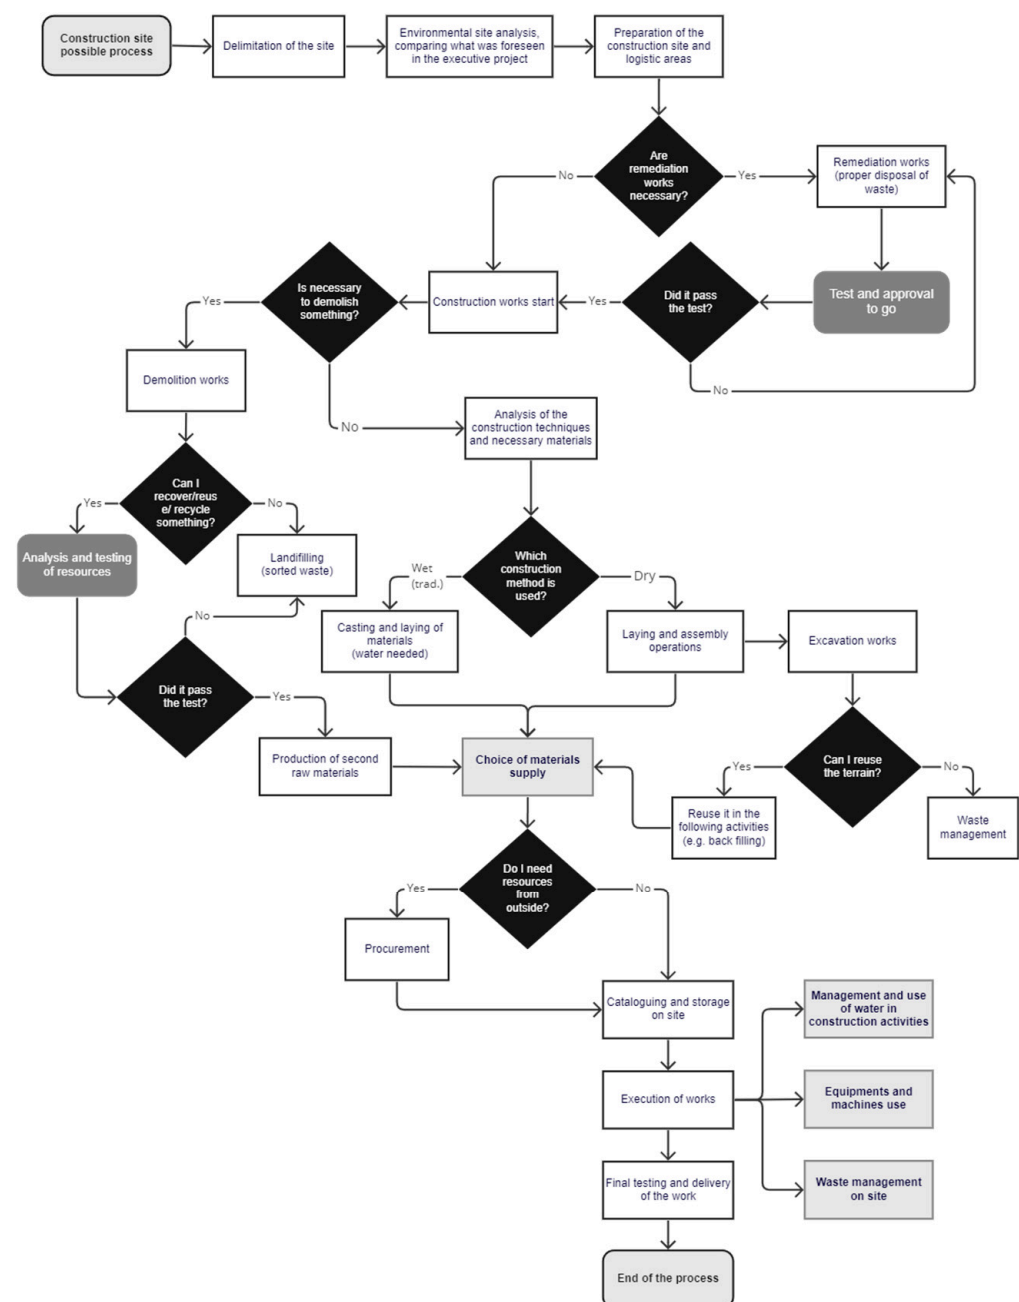 Construction site
possible process
Delimitation of the site
Environmental site analysis,
comparing what was foreseen
in the executive project
Preparation of the
construction site and
logistic areas
Are
remediation
works
necessary?
No
Yes
Remediation works
(proper disposal of
waste)
Is necessary
to demolish
something?
Yes
Construction works start
Yes
Did it pass
the test?
Test and approval
to go
No
Demolition works
No
Analysis of the
construction techniques
and necessary materials
Can I
recover/reus
e/ recycle
something?
Yes
No
Analysis and testing
of resources
Landifilling
(sorted waste)
Which
construction
method is
used?
Wet
(trad.)
Dry
No
Casting and laying of
materials
(water needed)
Laying and assembly
operations
Excavation works
Did it pass
the test?
Yes
Production of second
raw materials
Choice of materials
supply
Can I reuse
the terrain?
Yes
No
Reuse it in the
following activities
(e.g. back filling)
Waste
management
Do I need
resources
from
outside?
Yes
No
Procurement
Cataloguing and storage
on site
Management and use
of water in
construction activities
Execution of works
Equipments and
machines use
Final testing and delivery
of the work
Waste management
on site
End of the process